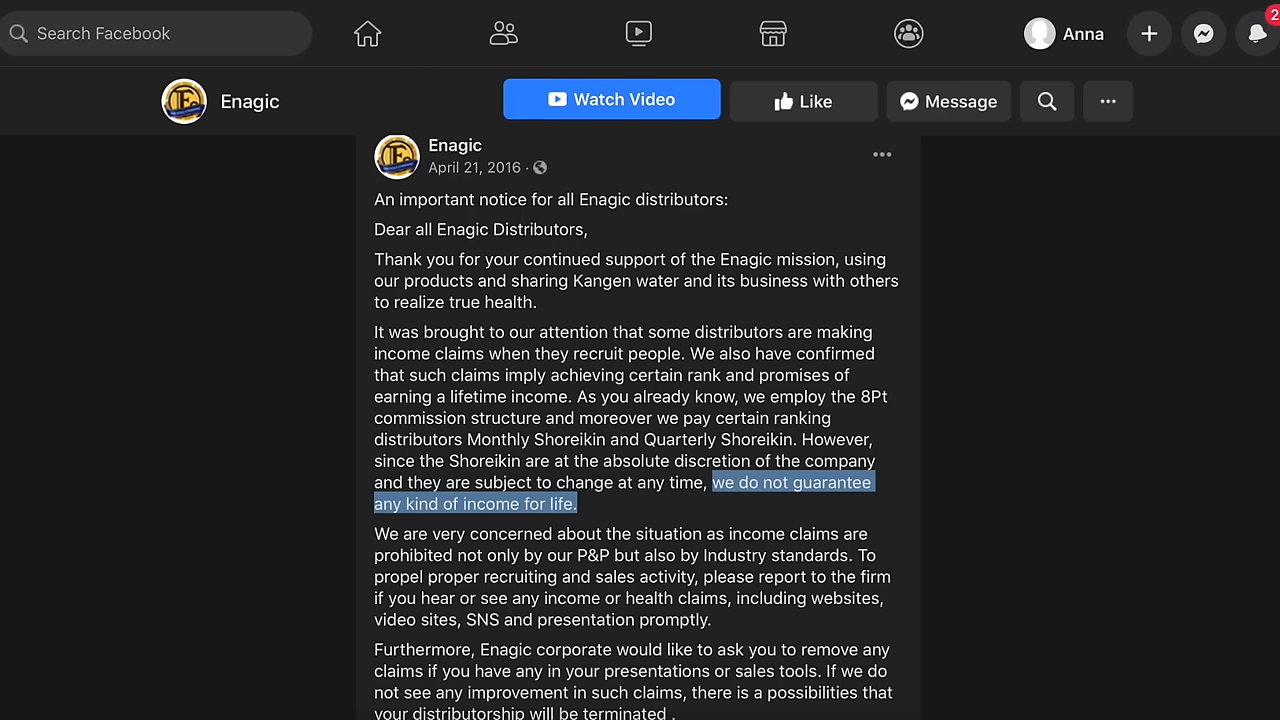 Search Facebook
Anna
2
Enagic
Watch Video
Like
Message
Enagic
April 21, 2016 ·
An important notice for all Enagic distributors:
Dear all Enagic Distributors,
Thank you for your continued support of the Enagic mission, using
our products and sharing Kangen water and its business with others
to realize true health.
It was brought to our attention that some distributors are making
income claims when they recruit people. We also have confirmed
that such claims imply achieving certain rank and promises of
earning a lifetime income. As you already know, we employ the 8Pt
commission structure and moreover we pay certain ranking
distributors Monthly Shoreikin and Quarterly Shoreikin. However,
since the Shoreikin are at the absolute discretion of the company
and they are subject to change at any time, we do not guarantee
any kind of income for life.
We are very concerned about the situation as income claims are
prohibited not only by our P&P but also by Industry standards. To
propel proper recruiting and sales activity, please report to the firm
if you hear or see any income or health claims, including websites,
video sites, SNS and presentation promptly.
Furthermore, Enagic corporate would like to ask you to remove any
claims if you have any in your presentations or sales tools. If we do
not see any improvement in such claims, there is a possibilities that
your distributorship will be terminated .